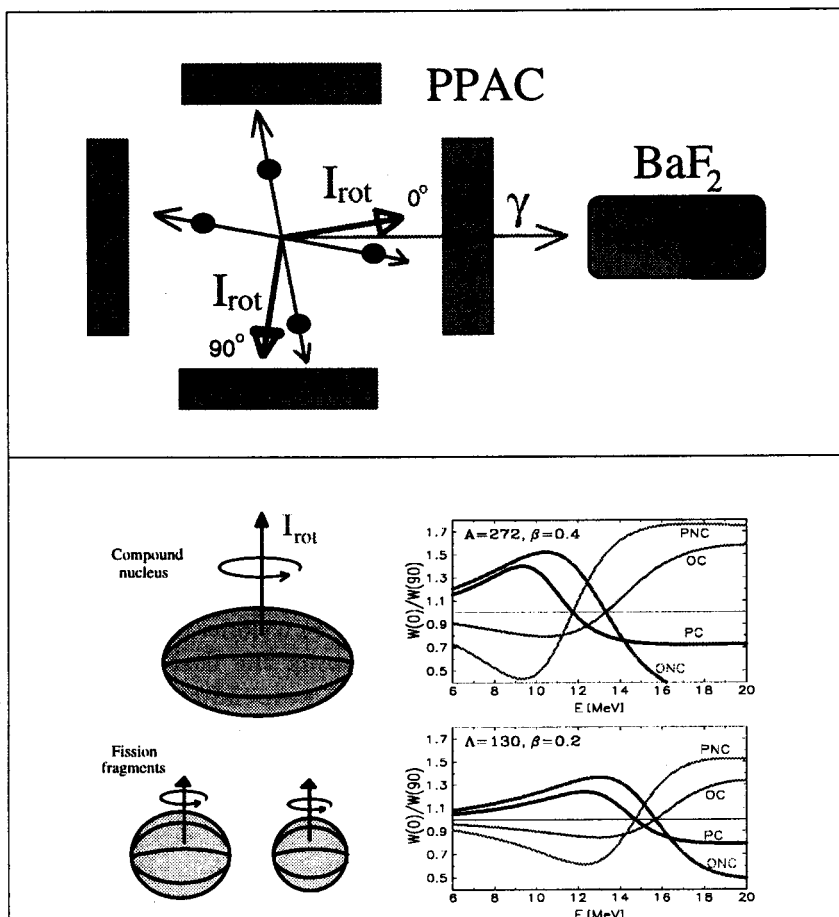 PPAC
BaF2
Irot
0°
γ
Irot
90°
Irot
Compound
nucleus
Fission
fragments
W(0)/W(90)
1.7
1.5
1.3
1.1
0.9
0.7
0.5
A=272, β=0.4
PNC
OC
PC
ONC
6 8 10 12 14 16 18 20
E [MeV]
W(0)/W(90)
1.7
1.5
1.3
1.1
0.9
0.7
0.5
A=130, β=0.2
PNC
OC
PC
ONC
6 8 10 12 14 16 18 20
E [MeV]